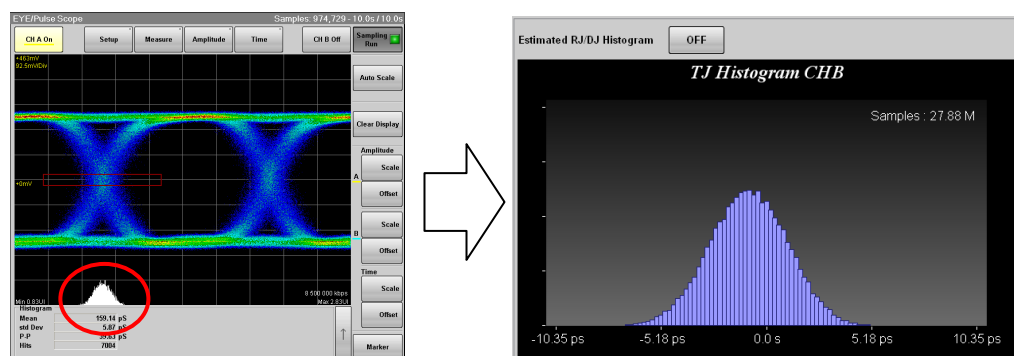 EYE/Pulse Scope Samples: 974,729 - 10.0s / 10.0s
CH A On Setup Measure Amplitude Time CH B Off Sampling Run
+463mV
92.5mV/Div
Auto Scale
Clear Display
Amplitude
Scale
A
+0mV
Offset
Scale
B
Offset
Time
Scale
8 500 000 kbps
Min 0.83UI Max 2.83UI
Offset
Histogram
Mean 159.14 pS
std Dev 5.87 pS
P-P 39.63 pS
Hits 7004
↑
Marker
Estimated RJ/DJ Histogram OFF
TJ Histogram CHB
Samples : 27.88 M
-10.35 ps -5.18 ps 0.0 s 5.18 ps 10.35 ps